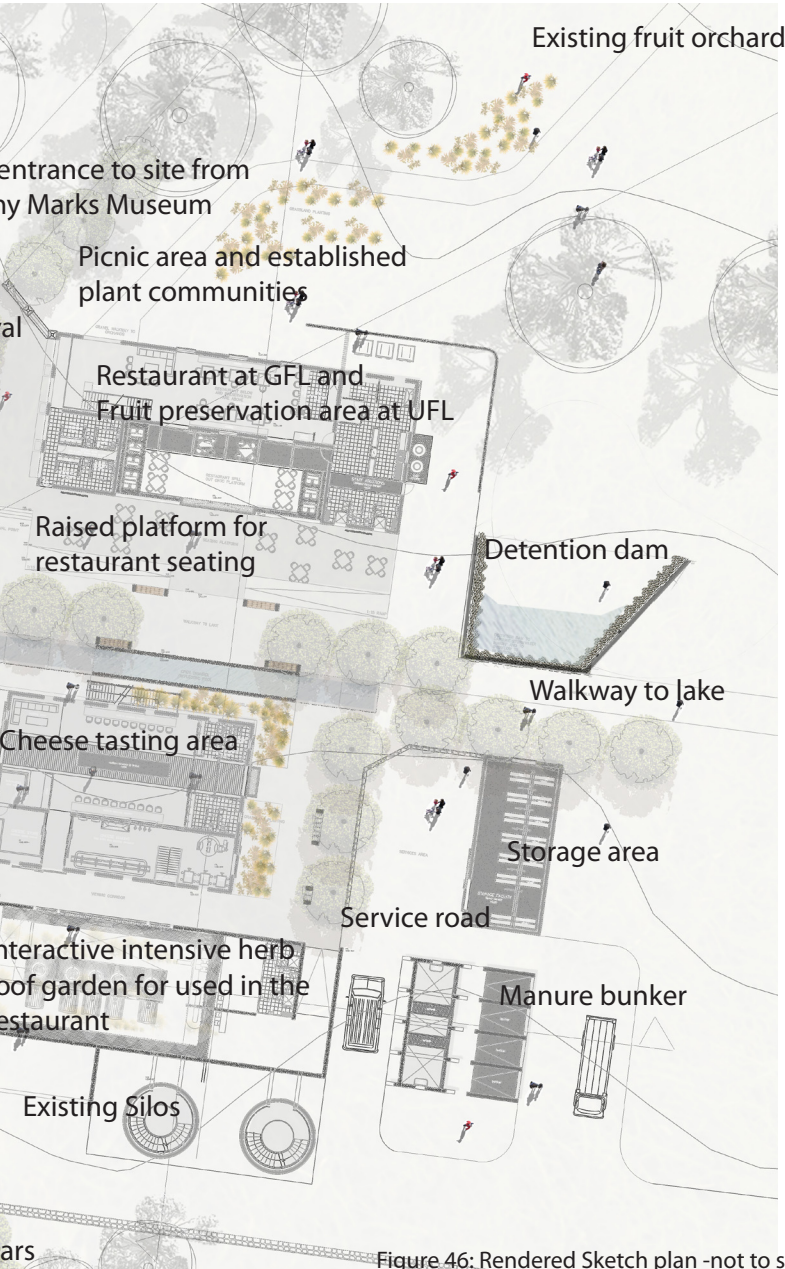 Existing fruit orchard
entrance to site from
ny Marks Museum
Picnic area and established
plant communities
al
Restaurant at GFL and
Fruit preservation area at UFL
Raised platform for
restaurant seating
Detention dam
Walkway to lake
Cheese tasting area
Storage area
Service road
nteractive intensive herb
oof garden for used in the
estaurant
Manure bunker
Existing Silos
ars
Figure 46: Rendered Sketch plan -not to s